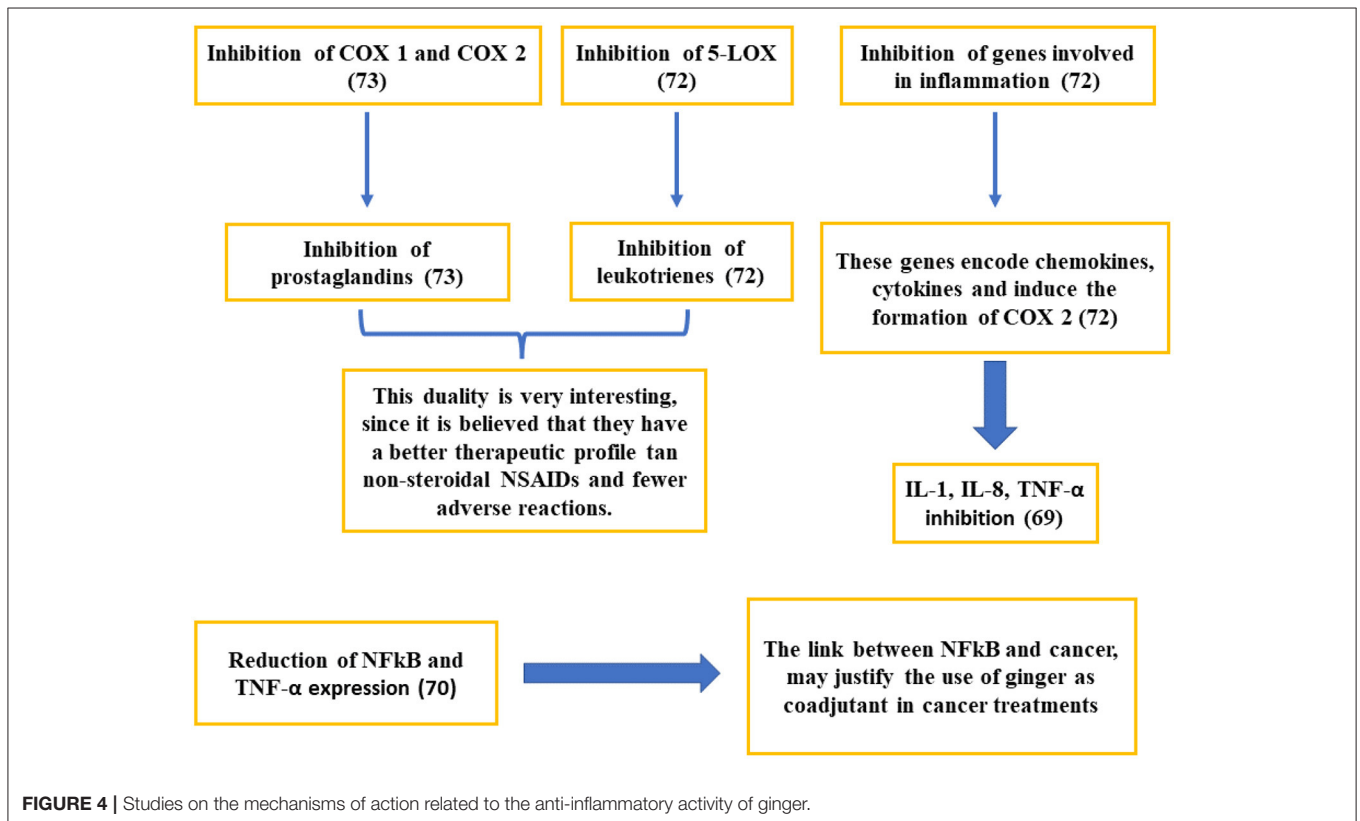 Inhibition of COX 1 and COX 2
(73)
Inhibition of 5-LOX
(72)
Inhibition of genes involved
in inflammation (72)
Inhibition of
prostaglandins (73)
Inhibition of
leukotrienes (72)
These genes encode chemokines,
cytokines and induce the
formation of COX 2 (72)
This duality is very interesting,
since it is believed that they have
a better therapeutic profile tan
non-steroidal NSAIDs and fewer
adverse reactions.
IL-1, IL-8, TNF-α
inhibition (69)
Reduction of NFkB and
TNF-α expression (70)
The link between NFkB and cancer,
may justify the use of ginger as
coadjutant in cancer treatments
FIGURE 4 | Studies on the mechanisms of action related to the anti-inflammatory activity of ginger.